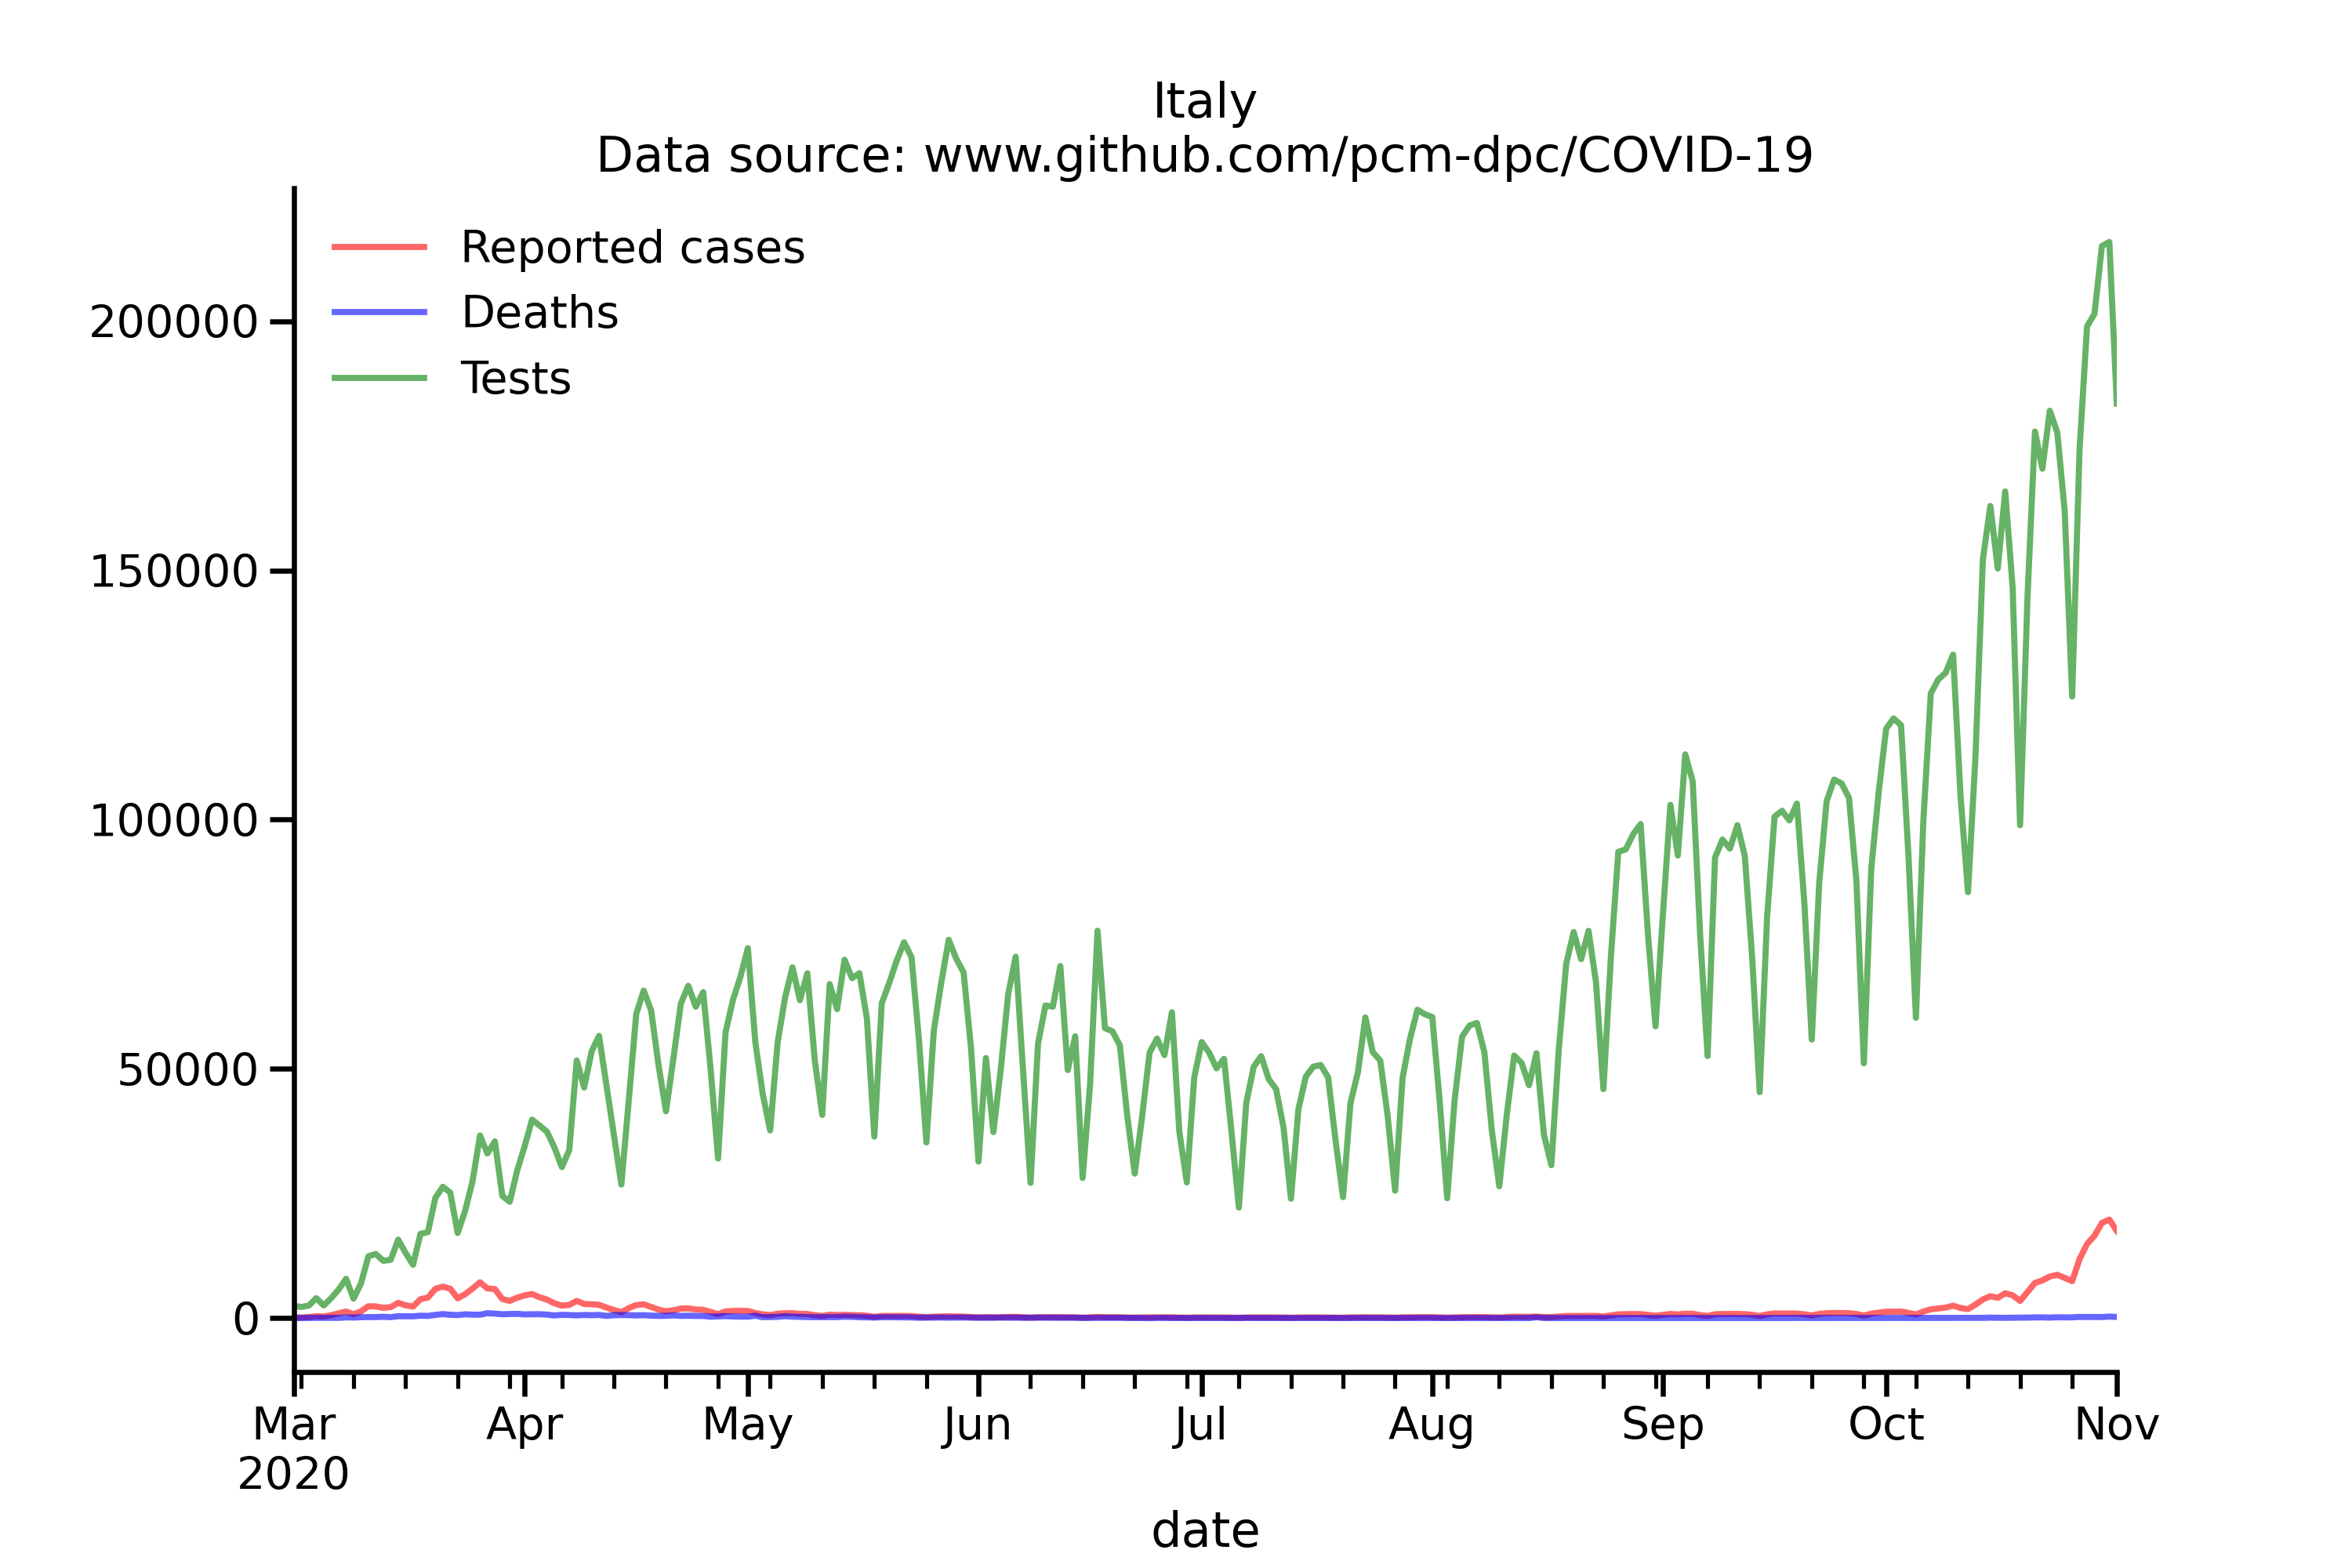 Italy
Data source: www.github.com/pcm-dpc/COVID-19
Reported cases
Deaths
Tests
200000
150000
100000
50000
0
Mar Apr May Jun Jul Aug Sep Oct Nov
2020
date